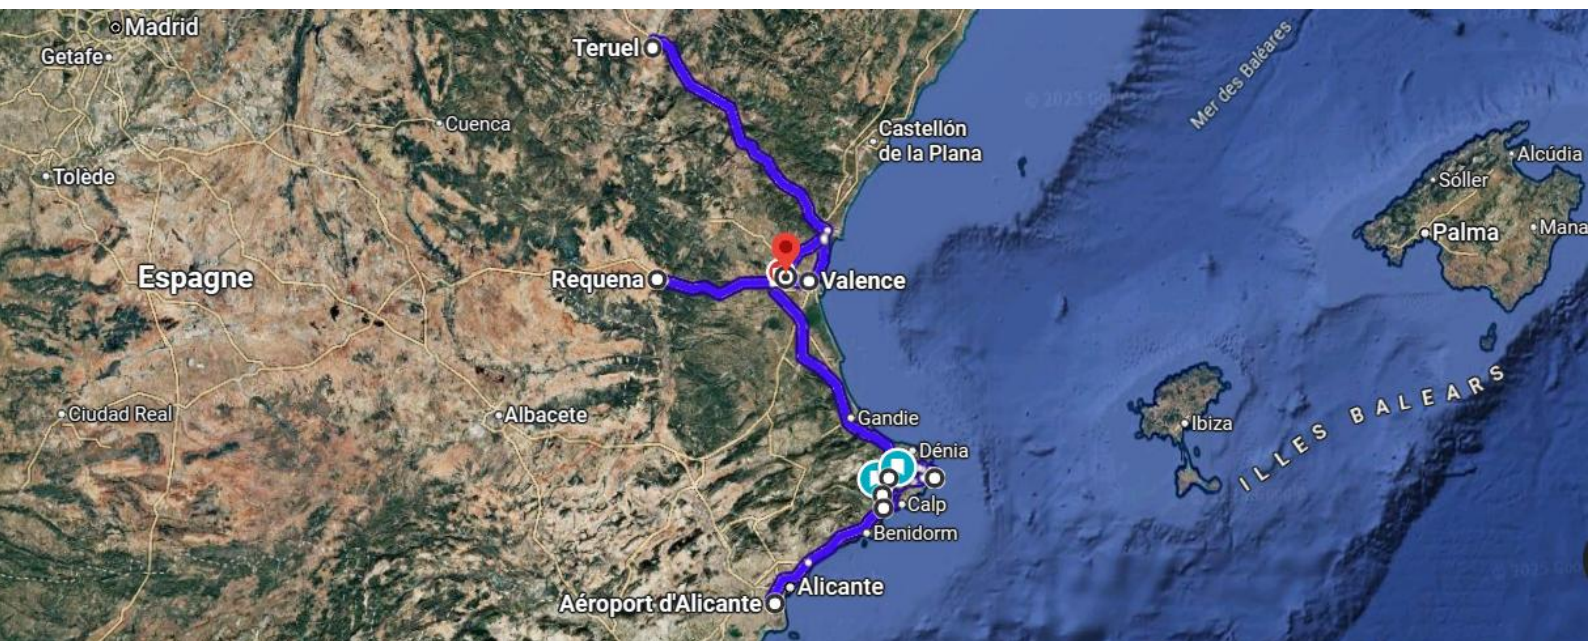 Madrid
Getafe
Teruel
Mer des Baléares
Cuenca
Castellón
de la Plana
Alcúdia
Tolède
Sóller
Palma
Mana
Espagne
Requena
Valence
Ciudad Real
Albacete
Gandie
Ibiza
ILLES BALEARS
Dénia
Calp
Benidorm
Alicante
Aéroport d'Alicante